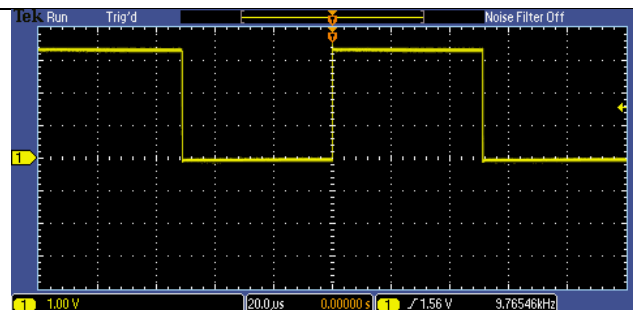 Tek Run Trig'd Noise Filter Off
T
T
1
1 1.00 V 20.0µs 0.00000 s 1 1.56 V 9.76546kHz